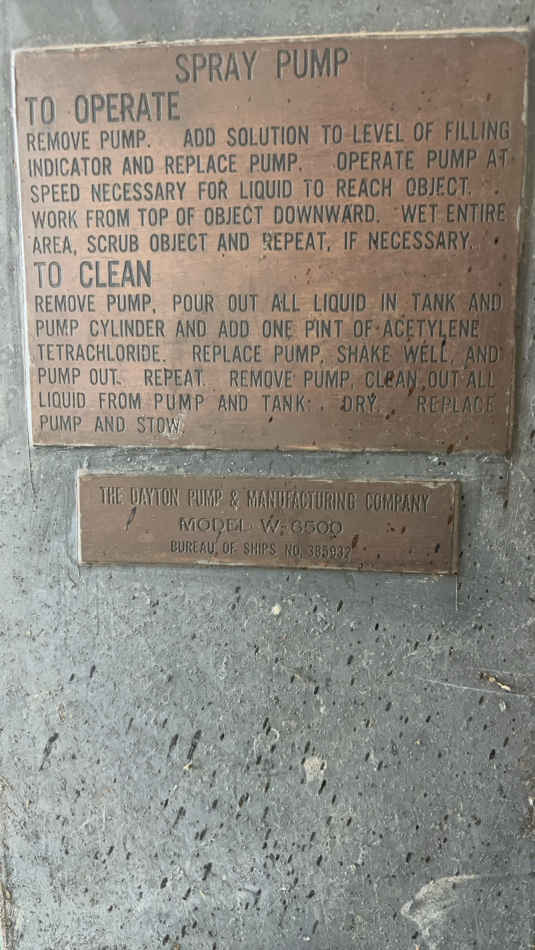 SPRAY PUMP
TO OPERATE
REMOVE PUMP. ADD SOLUTION TO LEVEL OF FILLING
INDICATOR AND REPLACE PUMP. OPERATE PUMP AT
SPEED NECESSARY FOR LIQUID TO REACH OBJECT.
WORK FROM TOP OF OBJECT DOWNWARD. WET ENTIRE
AREA, SCRUB OBJECT AND REPEAT, IF NECESSARY.
TO CLEAN
REMOVE PUMP, POUR OUT ALL LIQUID IN TANK AND
PUMP CYLINDER AND ADD ONE PINT OF ACETYLENE
TETRACHLORIDE. REPLACE PUMP, SHAKE WELL, AND
PUMP OUT. REPEAT. REMOVE PUMP, CLEAN OUT ALL
LIQUID FROM PUMP AND TANK. DRY. REPLACE
PUMP AND STOW.
THE DAYTON PUMP & MANUFACTURING COMPANY
MODEL W-6500
BUREAU OF SHIPS NO. 385932